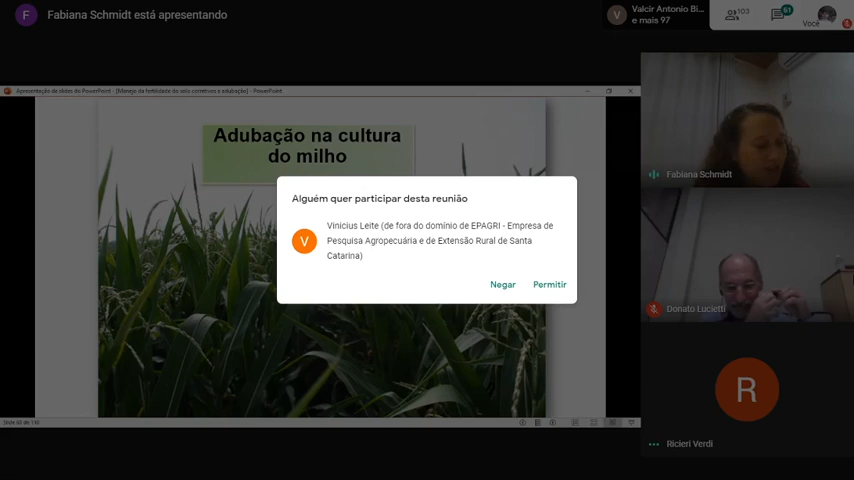 F
Fabiana Schmidt está apresentando
V
Valcir Antonio Bi...
e mais 97
103
51
Você
Apresentação de slides do PowerPoint - [Manejo da fertilidade do solo corretivos e adubação] - PowerPoint
Adubação na cultura
do milho
Alguém quer participar desta reunião
V
Vinicius Leite (de fora do domínio de EPAGRI - Empresa de
Pesquisa Agropecuária e de Extensão Rural de Santa
Catarina)
Negar
Permitir
Fabiana Schmidt
Donato Lucietti
R
Ricieri Verdi